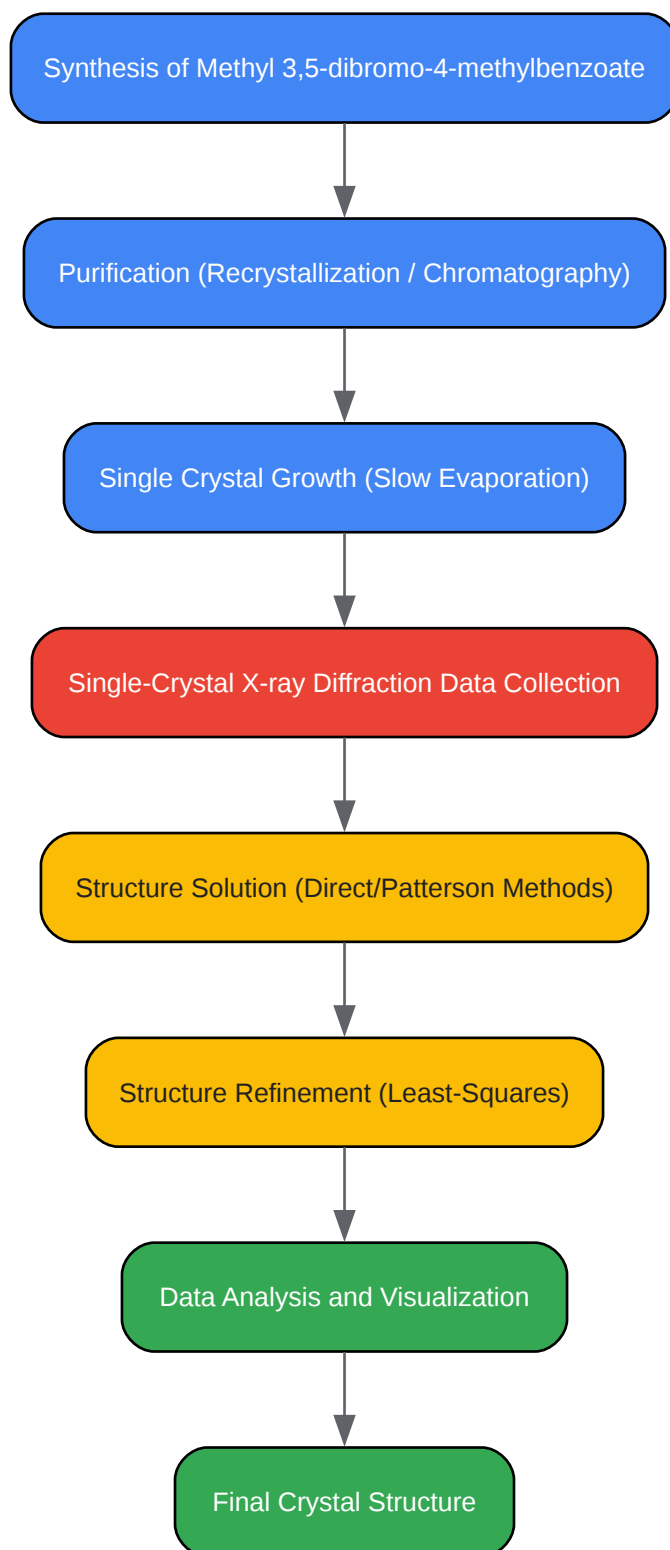 Synthesis of Methyl 3,5-dibromo-4-methylbenzoate
Purification (Recrystallization / Chromatography)
Single Crystal Growth (Slow Evaporation)
Single-Crystal X-ray Diffraction Data Collection
Structure Solution (Direct/Patterson Methods)
Structure Refinement (Least-Squares)
Data Analysis and Visualization
Final Crystal Structure